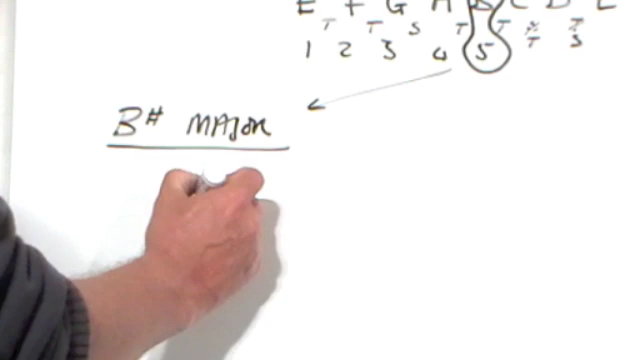 E F G A B C D E
T T S T T T S
1 2 3 4 5
B# MAJOR